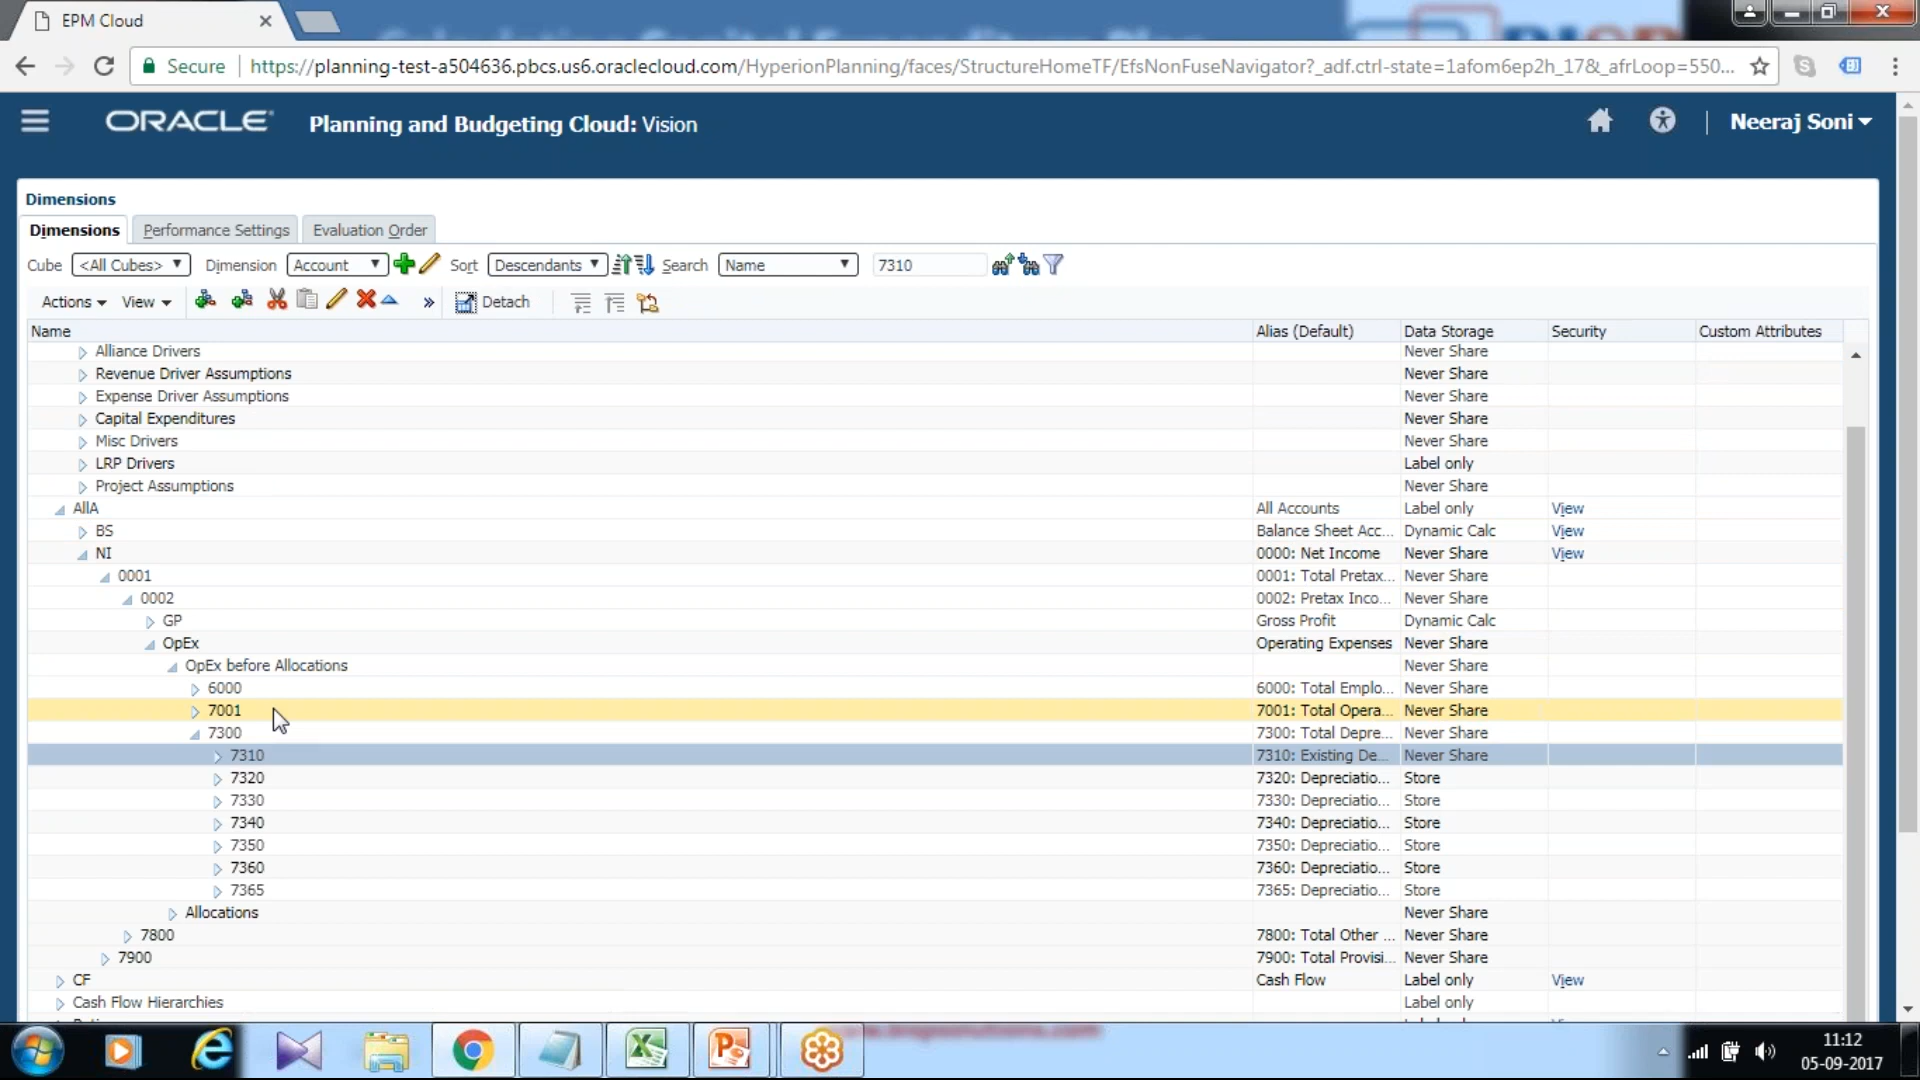 EPM Cloud
Secure https://planning-test-a504636.pbcs.us6.oraclecloud.com/HyperionPlanning/faces/StructureHomeTF/EfsNonFuseNavigator?_adf.ctrl-state=1afom6ep2h_17&_afrLoop=550...
ORACLE Planning and Budgeting Cloud: Vision Neeraj Soni
Dimensions
Dimensions Performance Settings Evaluation Order
Cube <All Cubes> Dimension Account Sort Descendants Search Name 7310
Actions View » Detach
Name Alias (Default) Data Storage Security Custom Attributes
Alliance Drivers Never Share
Revenue Driver Assumptions Never Share
Expense Driver Assumptions Never Share
Capital Expenditures Never Share
Misc Drivers Never Share
LRP Drivers Label only
Project Assumptions Never Share
AllA All Accounts Label only View
BS Balance Sheet Acc... Dynamic Calc View
NI 0000: Net Income Never Share View
0001 0001: Total Pretax... Never Share
0002 0002: Pretax Inco... Never Share
GP Gross Profit Dynamic Calc
OpEx Operating Expenses Never Share
OpEx before Allocations Never Share
6000 6000: Total Emplo... Never Share
7001 7001: Total Opera... Never Share
7300 7300: Total Depre... Never Share
7310 7310: Existing De... Never Share
7320 7320: Depreciatio... Store
7330 7330: Depreciatio... Store
7340 7340: Depreciatio... Store
7350 7350: Depreciatio... Store
7360 7360: Depreciatio... Store
7365 7365: Depreciatio... Store
Allocations Never Share
7800 7800: Total Other ... Never Share
7900 7900: Total Provisi... Never Share
CF Cash Flow Label only View
Cash Flow Hierarchies Label only
11:12
05-09-2017